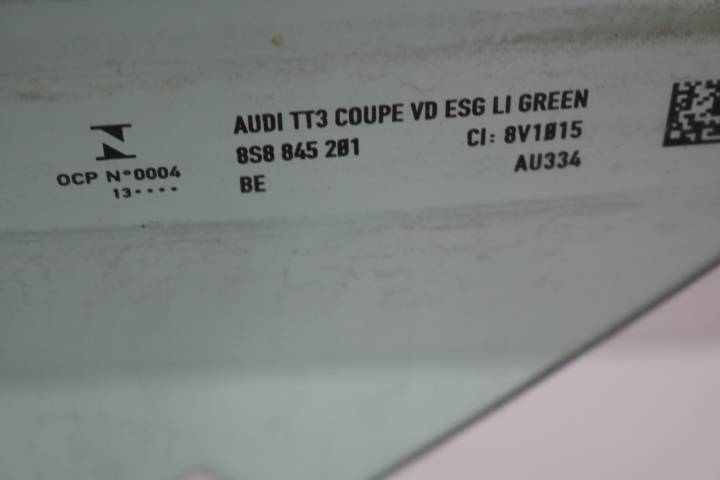 AUDI TT3 COUPE VD ESG LI GREEN
8S8 845 201 CI: 8V1015
BE AU334
OCP N°0004
13····